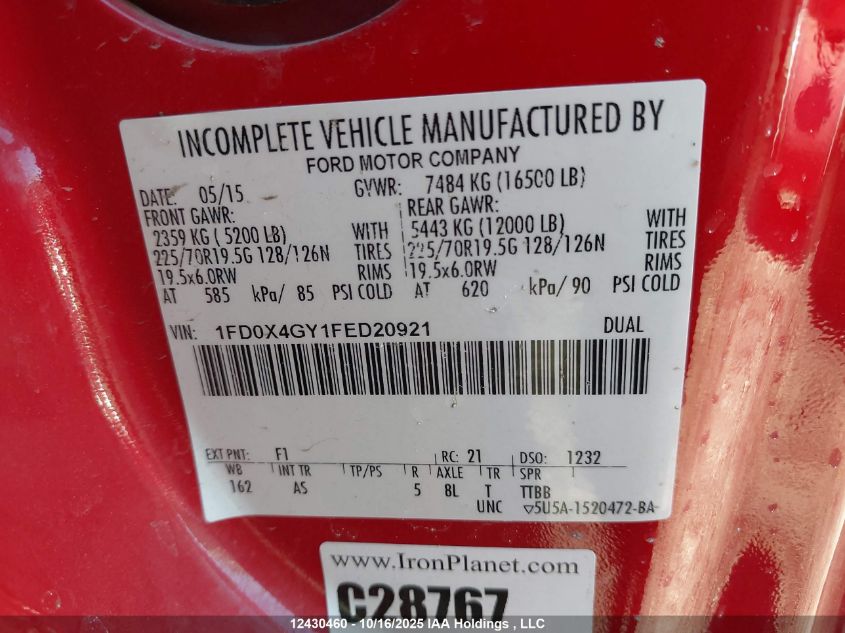 INCOMPLETE VEHICLE MANUFACTURED BY
FORD MOTOR COMPANY
DATE: 05/15 GVWR: 7484 KG (16500 LB)
FRONT GAWR: REAR GAWR:
2359 KG ( 5200 LB) WITH 5443 KG (12000 LB) WITH
225/70R19.5G 128/126N TIRES 225/70R19.5G 128/126N TIRES
19.5x6.0RW RIMS 19.5x6.0RW RIMS
AT 585 kPa/ 85 PSI COLD AT 620 kPa/ 90 PSI COLD
VIN: 1FD0X4GY1FED20921 DUAL
EXT PNT: F1 RC: 21 DSO: 1232
WB INT TR TP/PS R AXLE TR SPR
162 AS 5 8L T TTBB
UNC ▽5U5A-1520472-BA
www.IronPlanet.com
C28767
12430460 - 10/16/2025 IAA Holdings , LLC